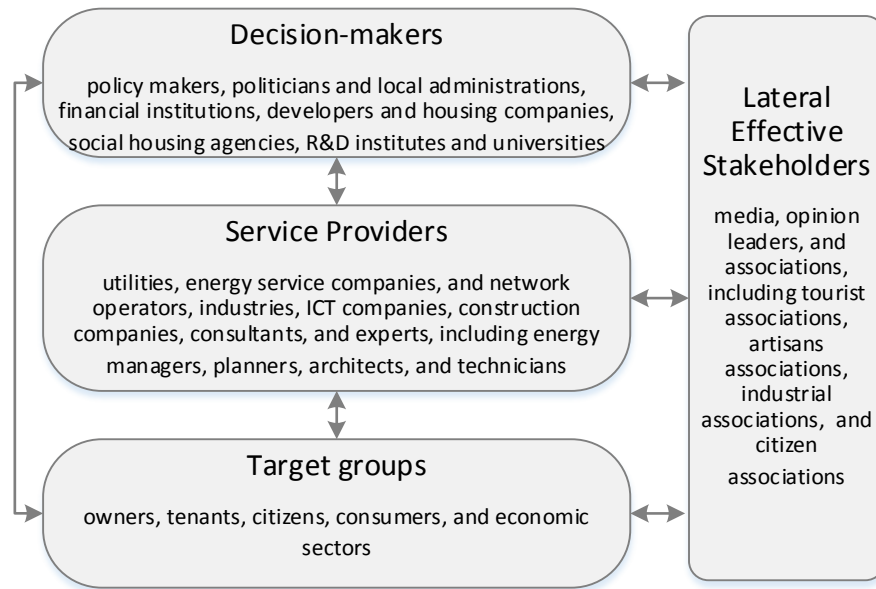 Decision-makers
policy makers, politicians and local administrations,
financial institutions, developers and housing companies,
social housing agencies, R&D institutes and universities
Service Providers
utilities, energy service companies, and network
operators, industries, ICT companies, construction
companies, consultants, and experts, including energy
managers, planners, architects, and technicians
Target groups
owners, tenants, citizens, consumers, and economic
sectors
Lateral
Effective
Stakeholders
media, opinion
leaders, and
associations,
including tourist
associations,
artisans
associations,
industrial
associations, and
citizen
associations